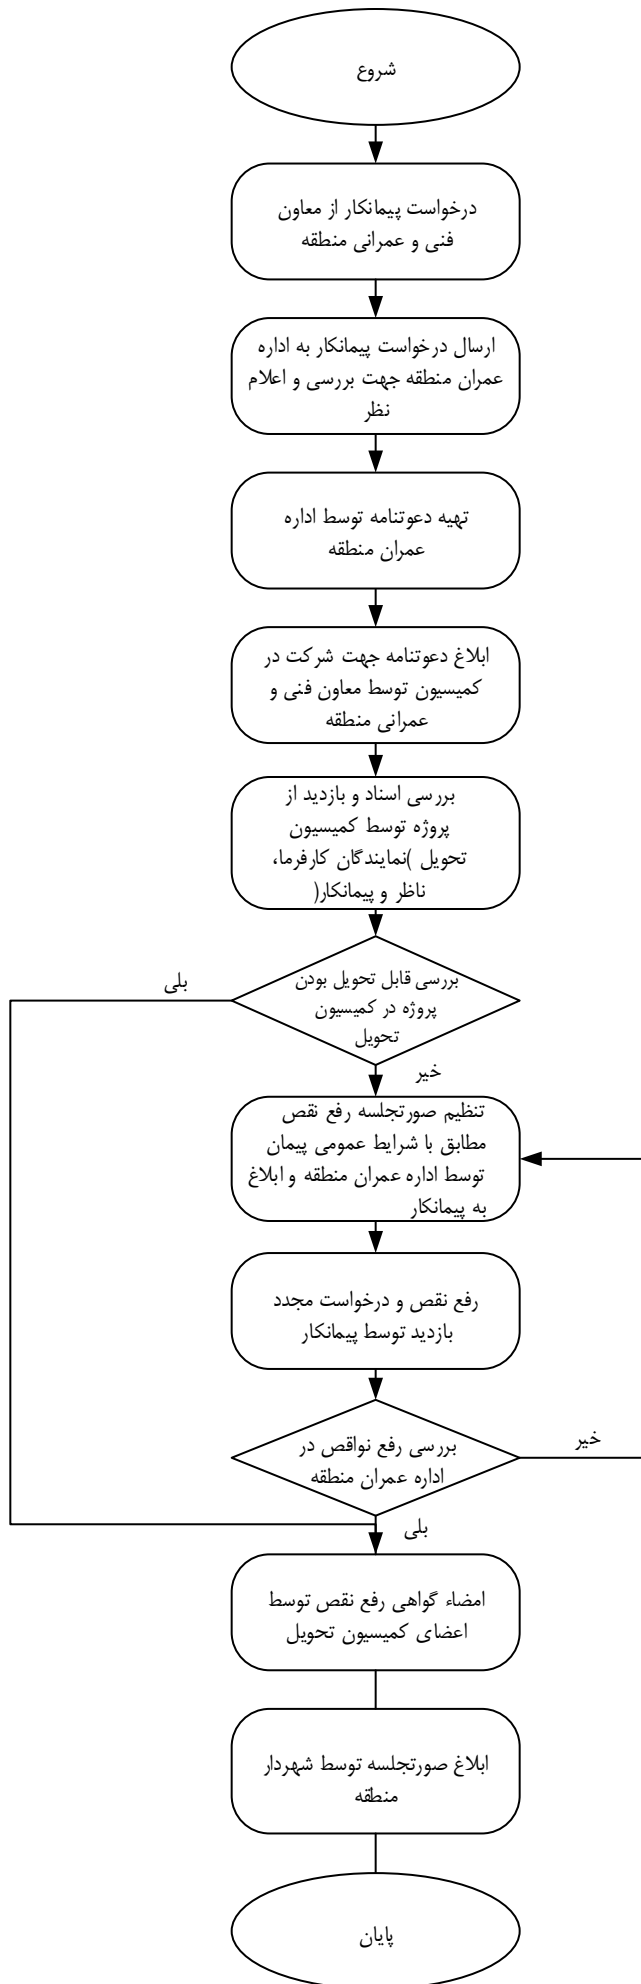 شروع
درخواست پیمانکار از معاون
فنی و عمرانی منطقه
ارسال درخواست پیمانکار به اداره
عمران منطقه جهت بررسی و اعلام
نظر
تهیه دعوتنامه توسط اداره
عمران منطقه
ابلاغ دعوتنامه جهت شرکت در
کمیسیون توسط معاون فنی و
عمرانی منطقه
بررسی اسناد و بازدید از
پروژه توسط کمیسیون
تحویل )نمایندگان کارفرما،
ناظر و پیمانکار(
بررسی قابل تحویل بودن
پروژه در کمیسیون
تحویل
بلی
خیر
تنظیم صورتجلسه رفع نقص
مطابق با شرایط عمومی پیمان
توسط اداره عمران منطقه و ابلاغ
به پیمانکار
رفع نقص و درخواست مجدد
بازدید توسط پیمانکار
بررسی رفع نواقص در
اداره عمران منطقه
خیر
بلی
امضاء گواهی رفع نقص توسط
اعضای کمیسیون تحویل
ابلاغ صورتجلسه توسط شهردار
منطقه
پایان